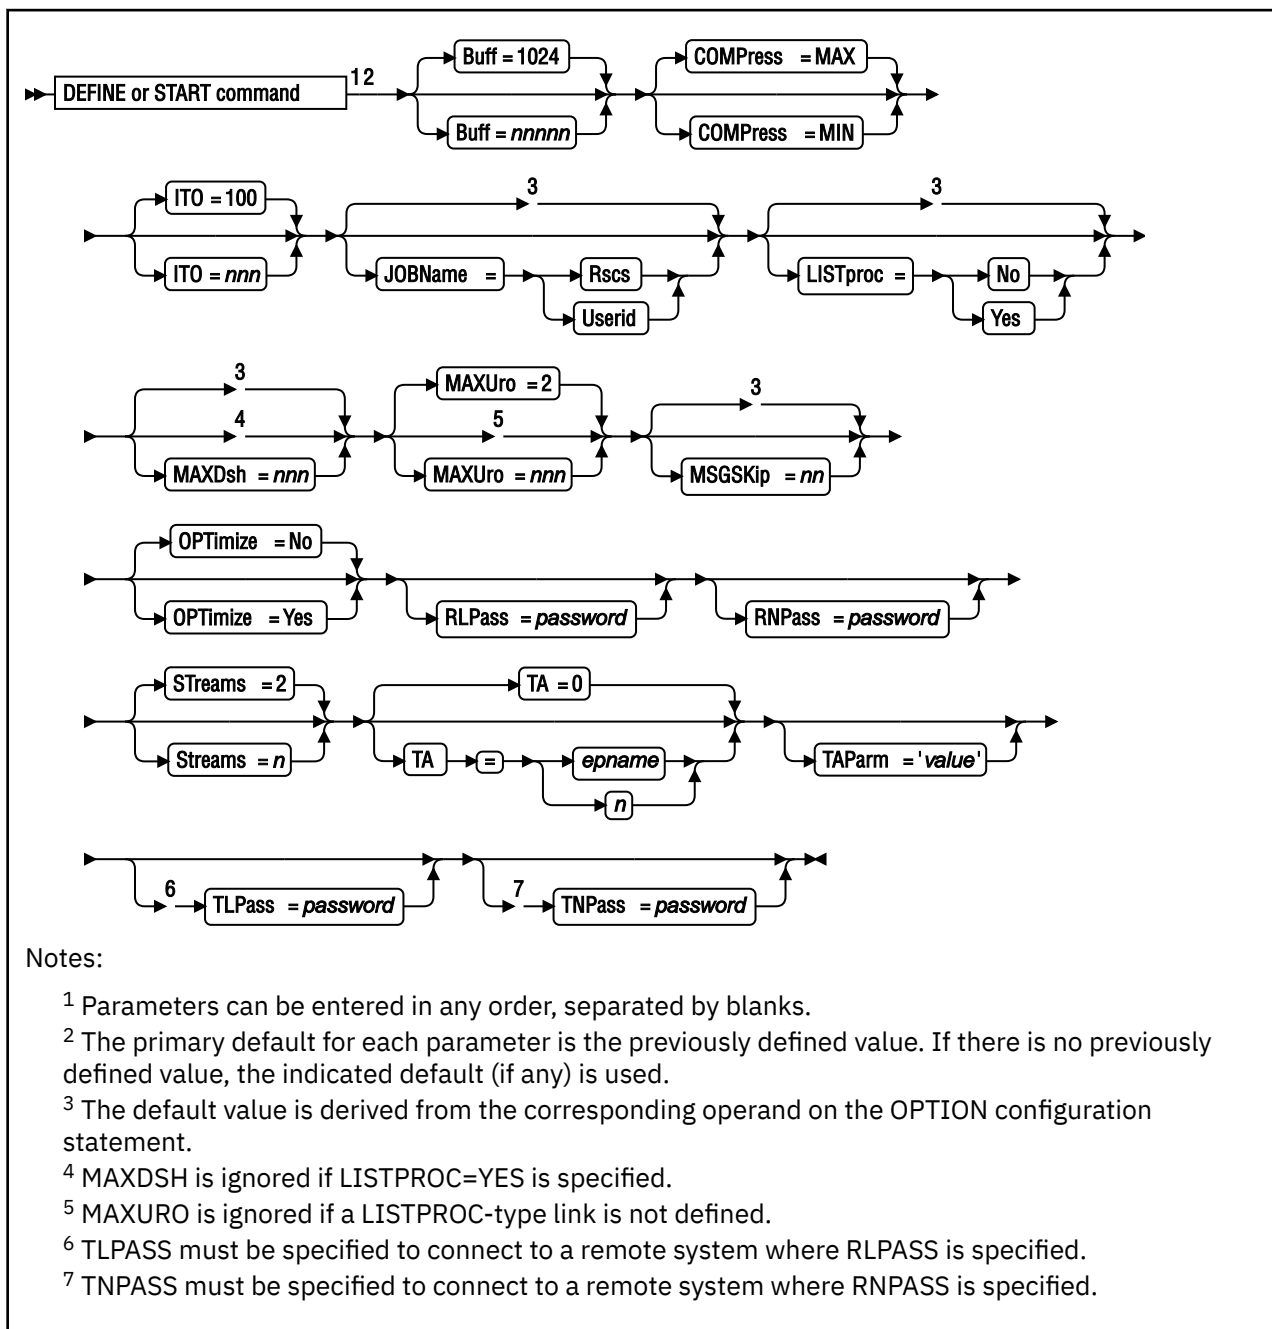 Buff = 1024 COMPress = MAX
DEFINE or START command 1 2
Buff = nnnnn COMPress = MIN
ITO = 100 3 3
ITO = nnn JOBName = Rscs LISTproc = No
Userid Yes
3 MAXUro = 2 3
4 5
MAXDsh = nnn MAXUro = nnn MSGSKip = nn
OPTimize = No
OPTimize = Yes RLPass = password RNPass = password
STreams = 2 TA = 0
Streams = n TA = epname TAParm = 'value'
n
6 TLPass = password 7 TNPass = password
Notes:
1 Parameters can be entered in any order, separated by blanks.
2 The primary default for each parameter is the previously defined value. If there is no previously
defined value, the indicated default (if any) is used.
3 The default value is derived from the corresponding operand on the OPTION configuration
statement.
4 MAXDSH is ignored if LISTPROC=YES is specified.
5 MAXURO is ignored if a LISTPROC-type link is not defined.
6 TLPASS must be specified to connect to a remote system where RLPASS is specified.
7 TNPASS must be specified to connect to a remote system where RNPASS is specified.